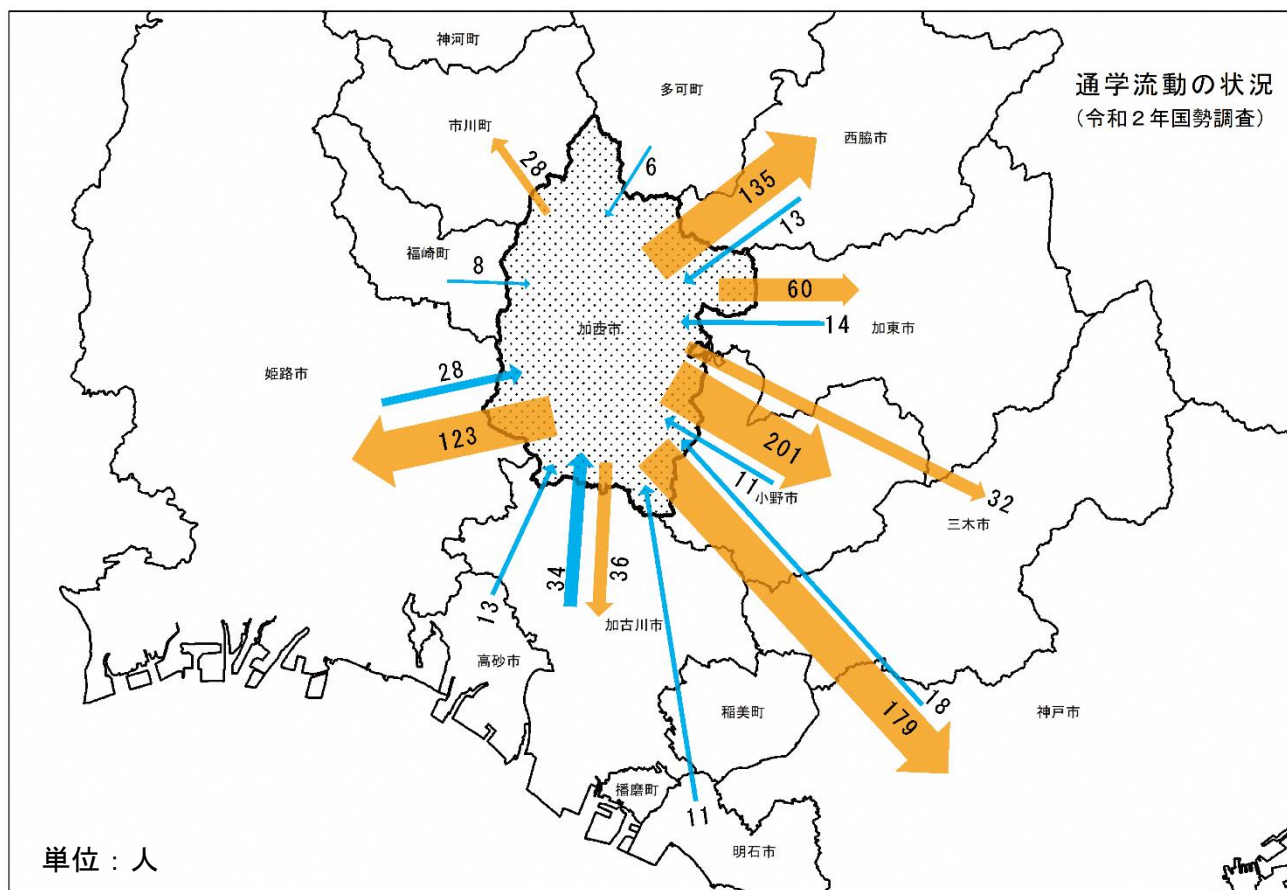 神河町
多可町
通学流動の状況
(令和2年国勢調査)
市川町
西脇市
28
6
135
13
福崎町
8
60
加西市
14
加東市
姫路市
28
123
201
11
小野市
32
三木市
13
34
36
加古川市
高砂市
18
179
稲美町
神戸市
播磨町
11
明石市
単位:人